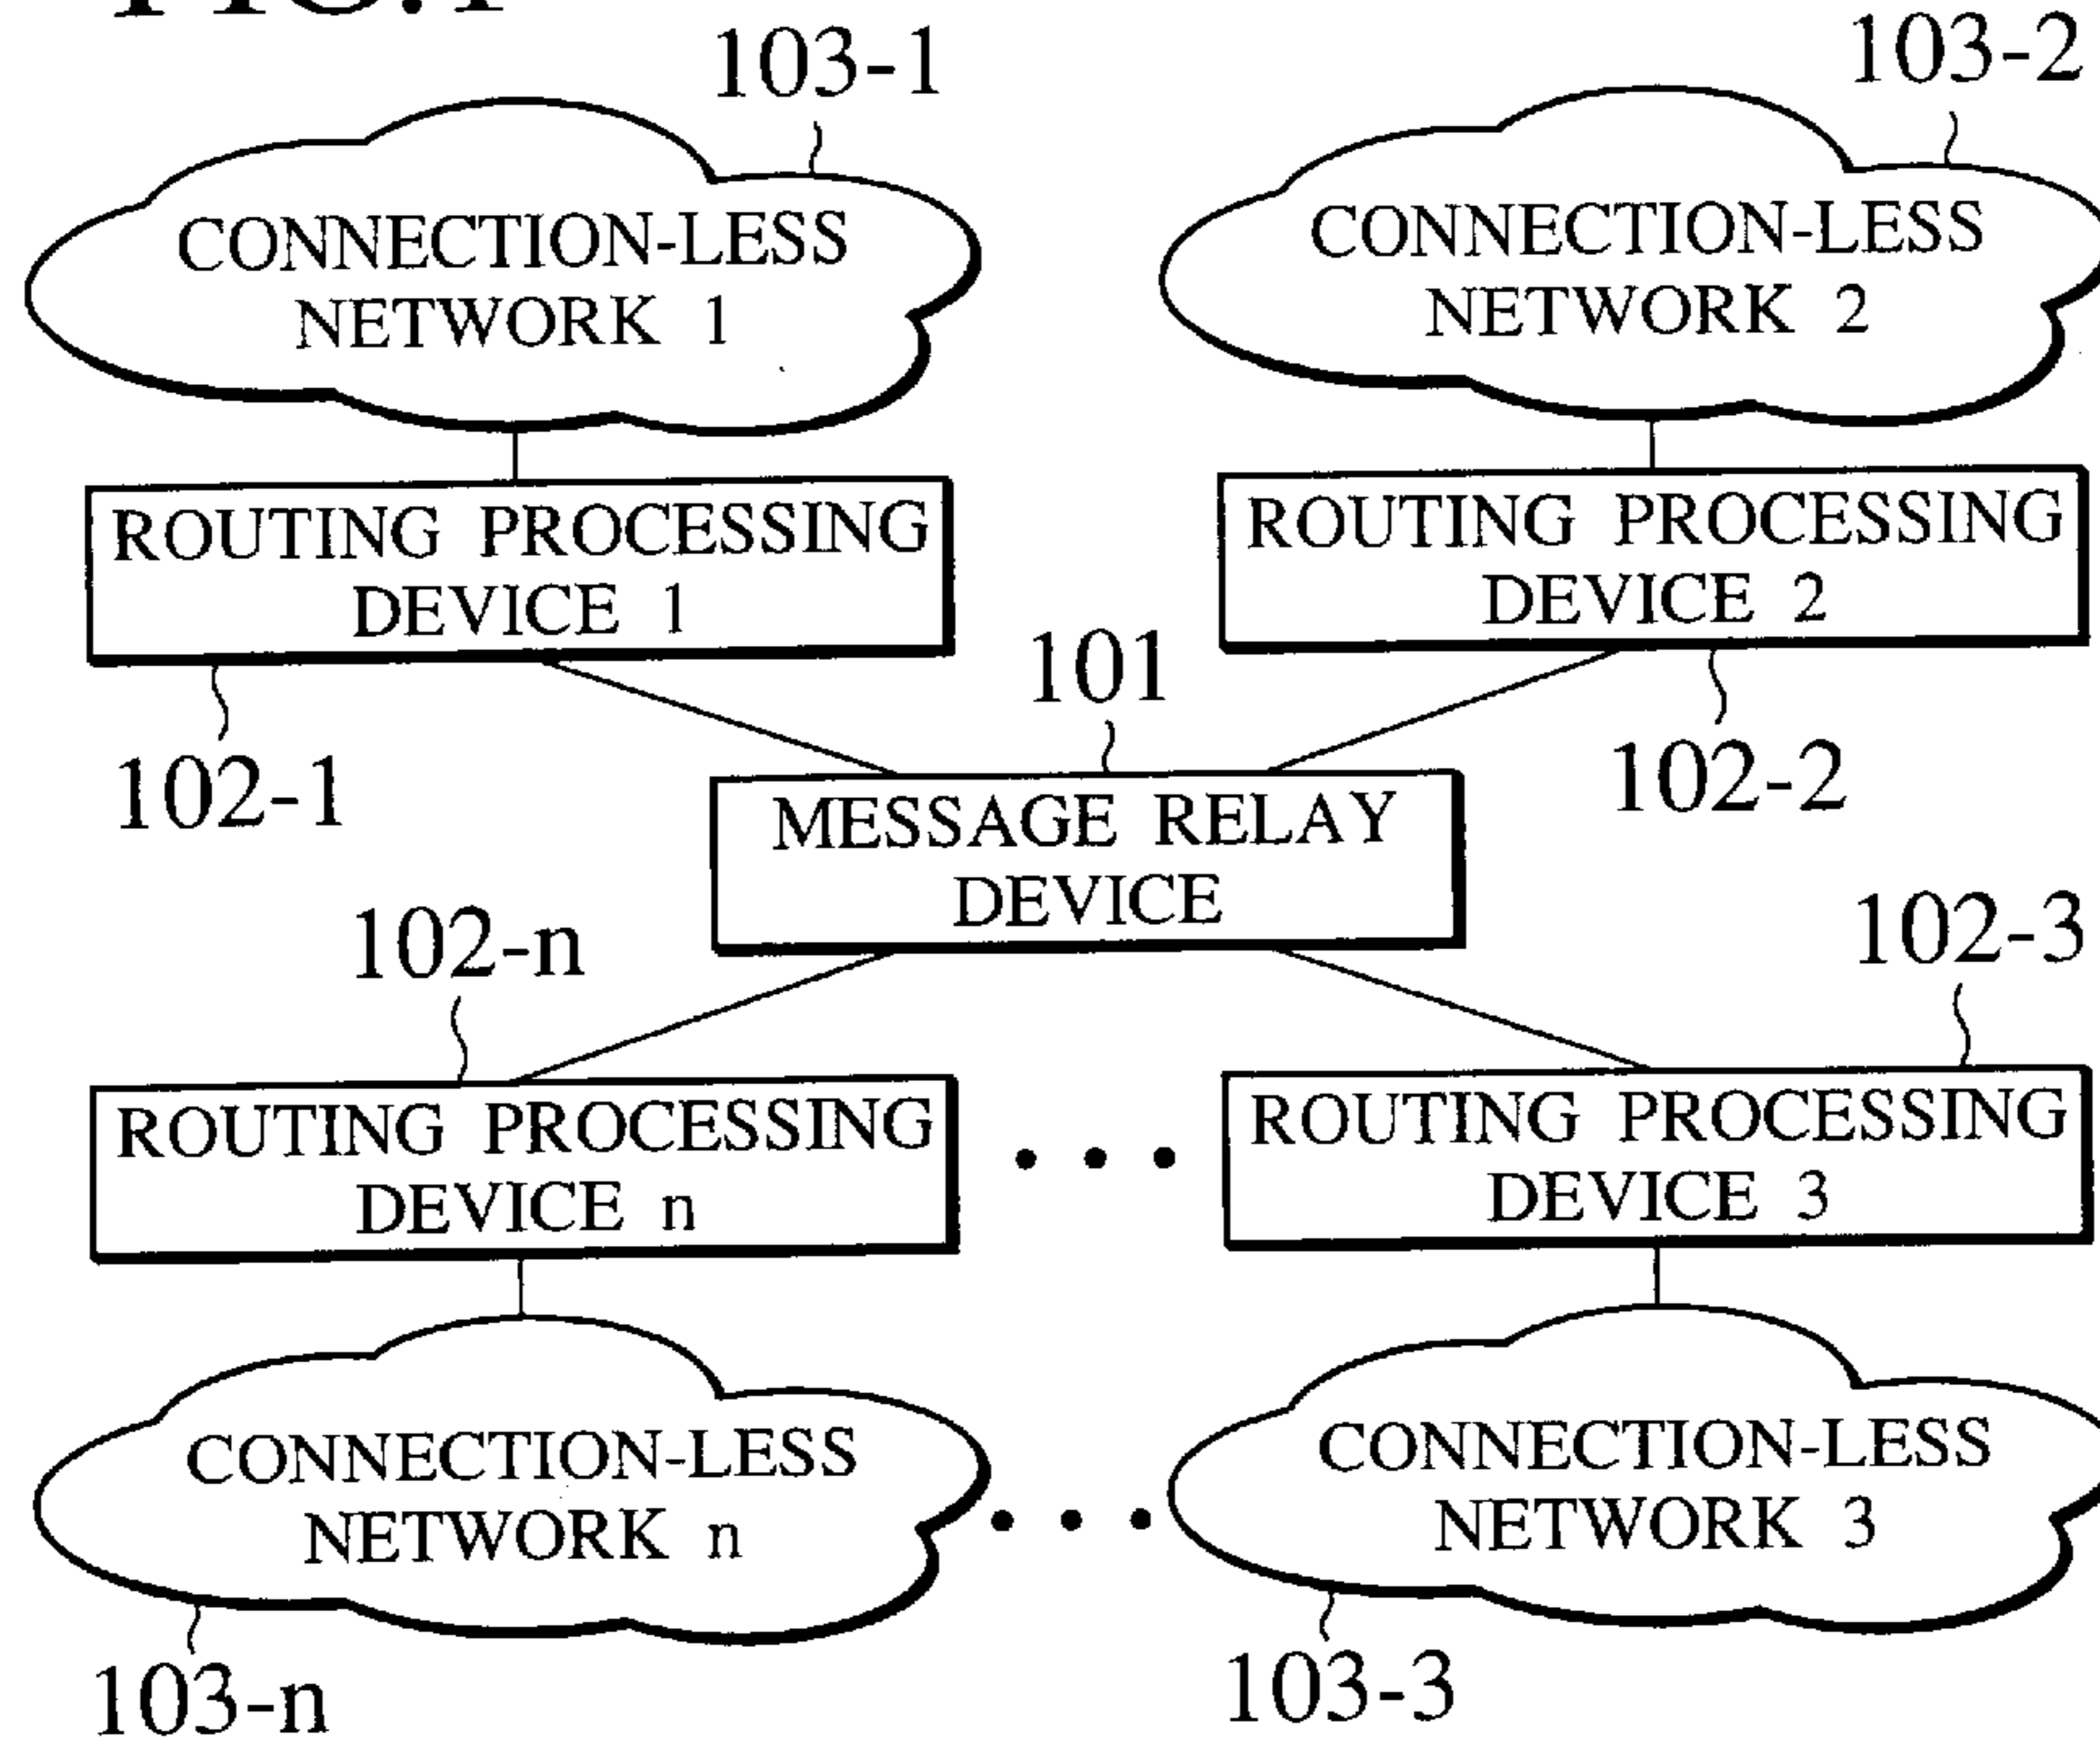 FIG.1
103-1
103-2
CONNECTION-LESS
NETWORK 1
CONNECTION-LESS
NETWORK 2
ROUTING PROCESSING
DEVICE 1
ROUTING PROCESSING
DEVICE 2
102-1
101
102-2
MESSAGE RELAY
DEVICE
102-n
102-3
ROUTING PROCESSING
DEVICE n
• • •
ROUTING PROCESSING
DEVICE 3
CONNECTION-LESS
NETWORK n
• • •
CONNECTION-LESS
NETWORK 3
103-n
103-3